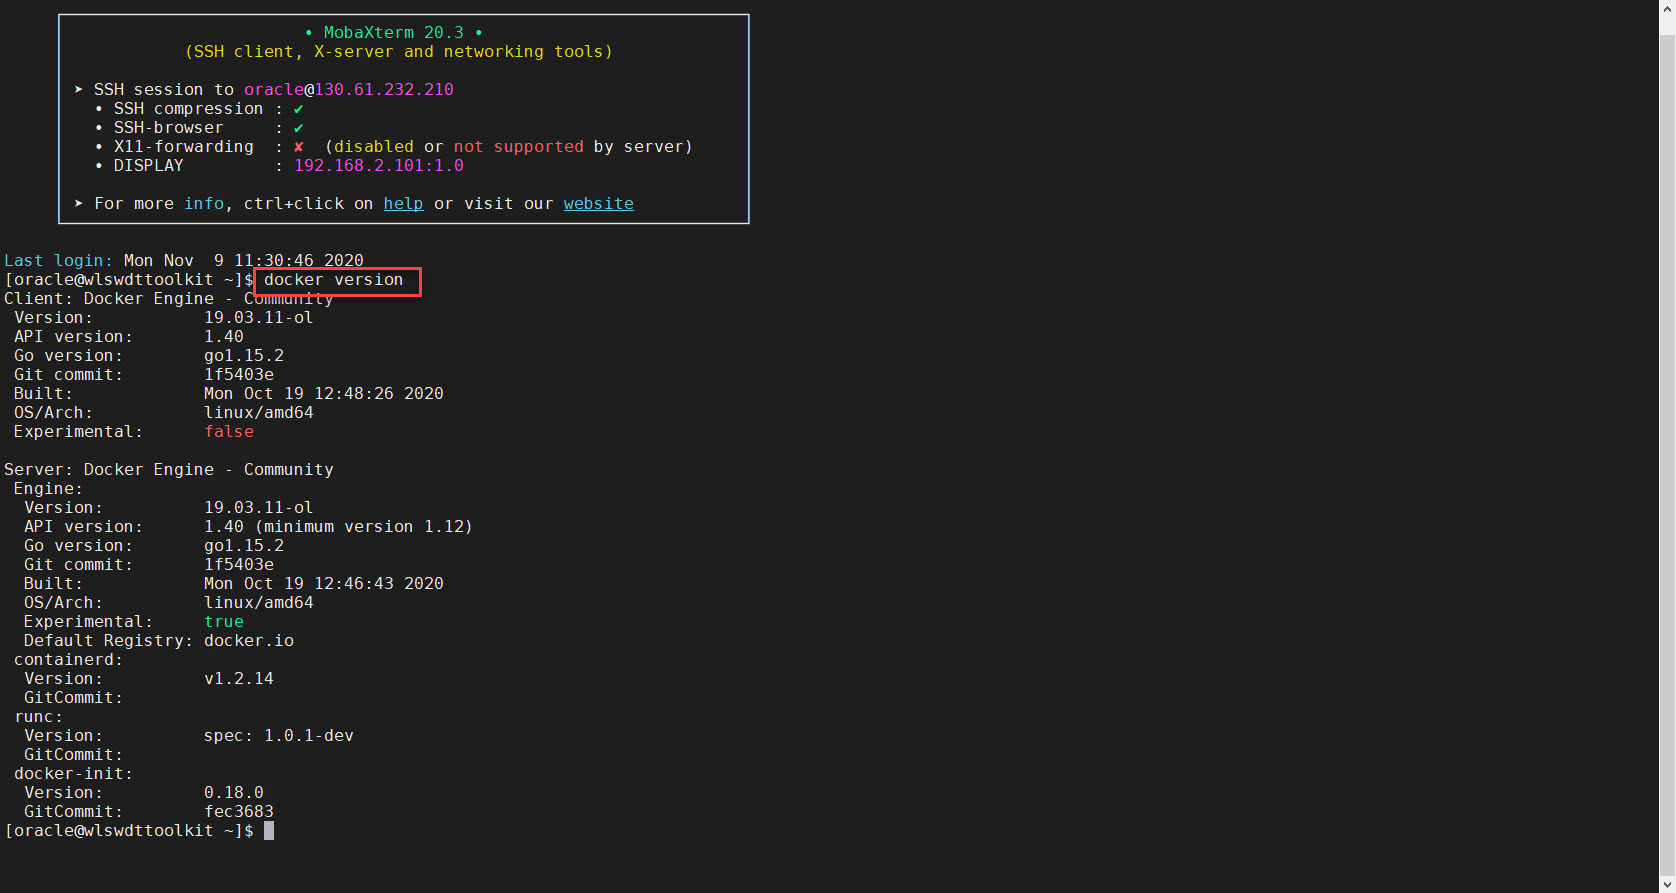 • MobaXterm 20.3 •
(SSH client, X-server and networking tools)
➤ SSH session to oracle@130.61.232.210
• SSH compression : ✔
• SSH-browser     : ✔
• X11-forwarding  : ✘  (disabled or not supported by server)
• DISPLAY         : 192.168.2.101:1.0
➤ For more info, ctrl+click on help or visit our website
Last login: Mon Nov  9 11:30:46 2020
[oracle@wlswdttoolkit ~]$ docker version
Client: Docker Engine - Community
 Version:           19.03.11-ol
 API version:       1.40
 Go version:        go1.15.2
 Git commit:        1f5403e
 Built:             Mon Oct 19 12:48:26 2020
 OS/Arch:           linux/amd64
 Experimental:      false
Server: Docker Engine - Community
 Engine:
  Version:          19.03.11-ol
  API version:      1.40 (minimum version 1.12)
  Go version:       go1.15.2
  Git commit:       1f5403e
  Built:            Mon Oct 19 12:46:43 2020
  OS/Arch:          linux/amd64
  Experimental:     true
  Default Registry: docker.io
 containerd:
  Version:          v1.2.14
  GitCommit:
 runc:
  Version:          spec: 1.0.1-dev
  GitCommit:
 docker-init:
  Version:          0.18.0
  GitCommit:        fec3683
[oracle@wlswdttoolkit ~]$